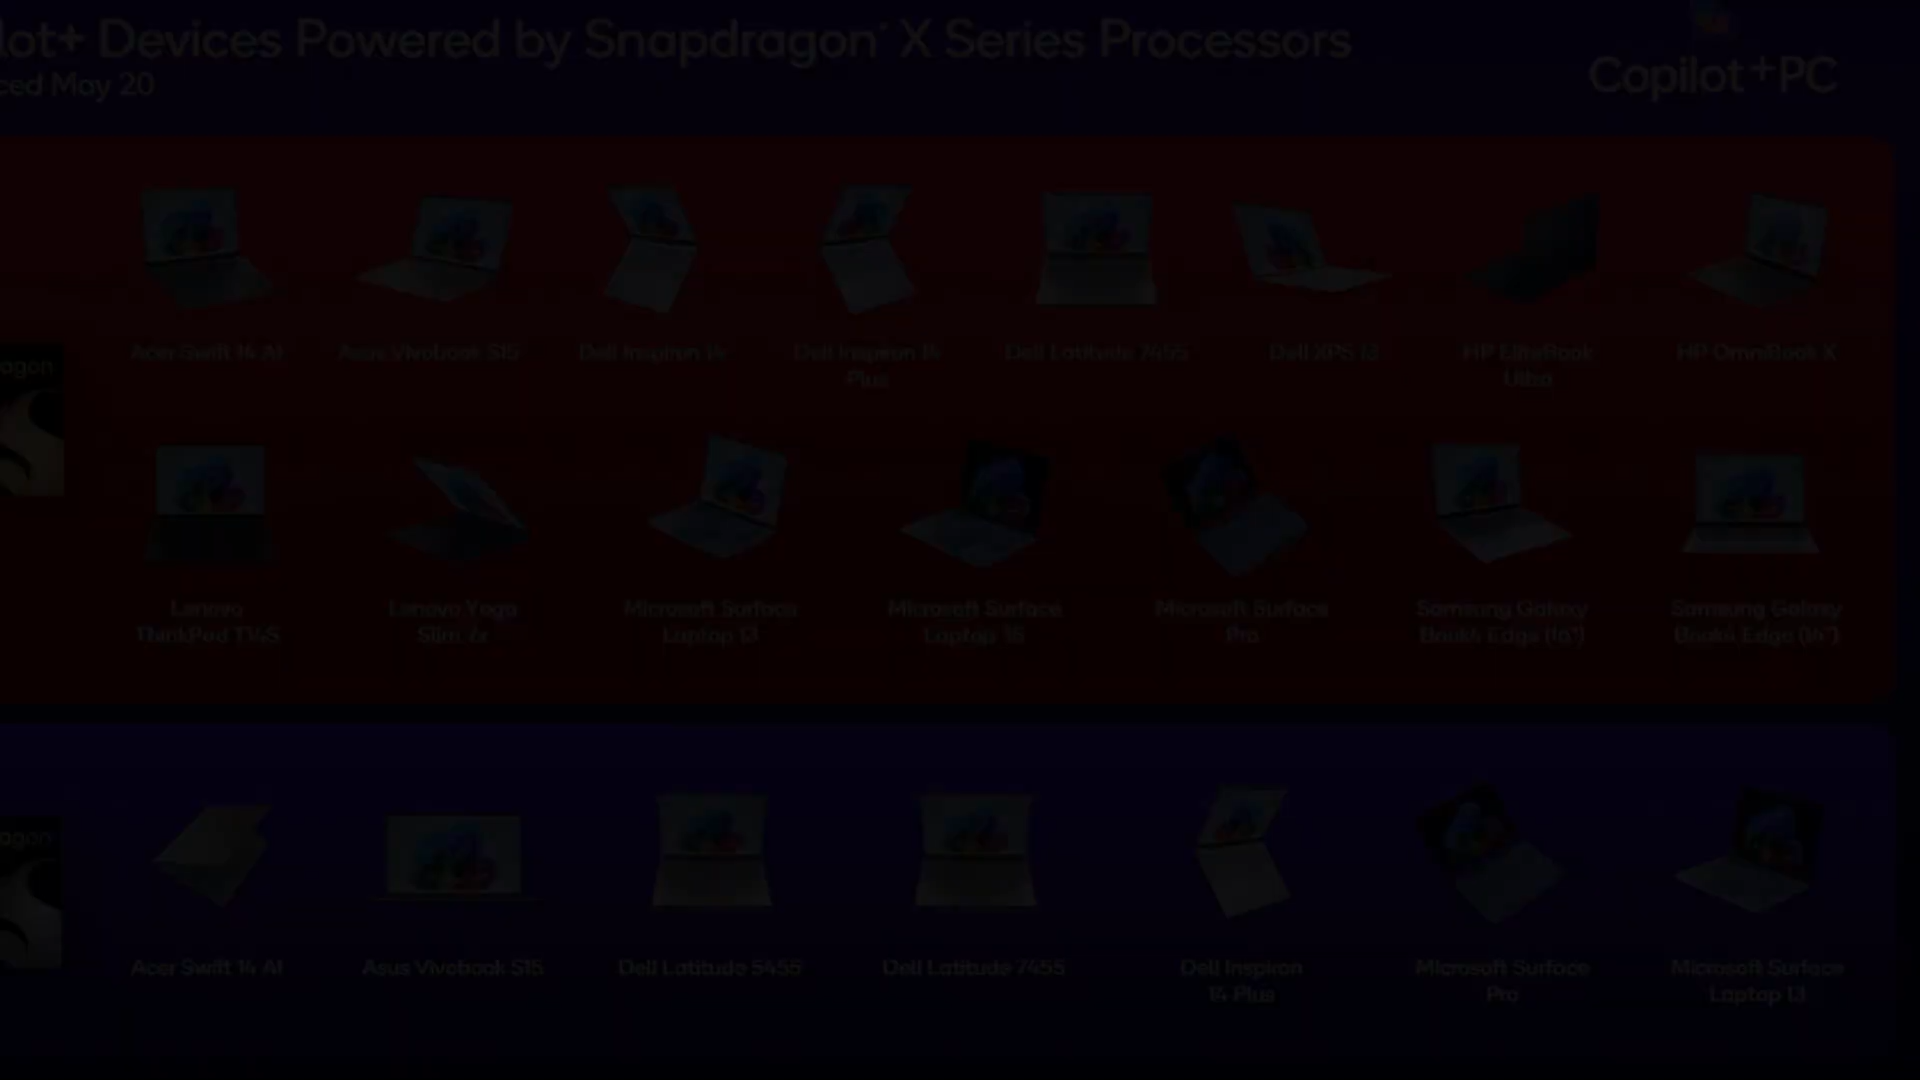 lot+ Devices Powered by Snapdragon® X Series Processors
ced May 20
Copilot+PC
Acer Swift 14 AI
Asus Vivobook S15
Dell Inspiron 14
Dell Inspiron 14
Plus
Dell Latitude 7455
Dell XPS 13
HP EliteBook
Ultra
HP OmniBook X
agon
Lenovo
ThinkPad T14S
Lenovo Yoga
Slim 7x
Microsoft Surface
Laptop 13
Microsoft Surface
Laptop 15
Microsoft Surface
Pro
Samsung Galaxy
Book4 Edge (16")
Samsung Galaxy
Book4 Edge (14")
agon
Acer Swift 14 AI
Asus Vivobook S15
Dell Latitude 5455
Dell Latitude 7455
Dell Inspiron
14 Plus
Microsoft Surface
Pro
Microsoft Surface
Laptop 13